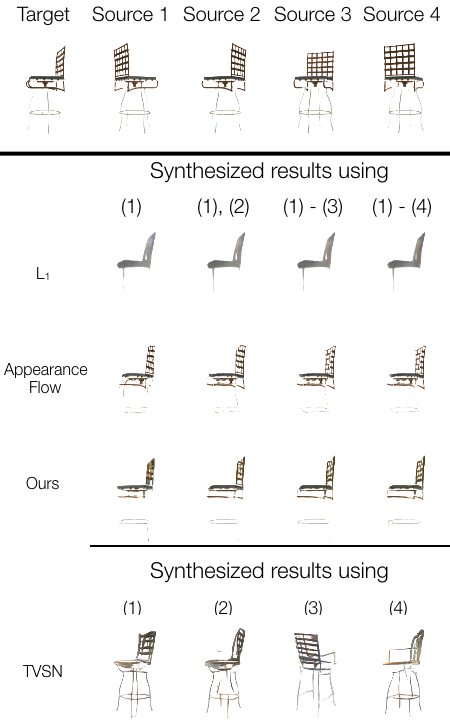 Target Source 1 Source 2 Source 3 Source 4
Synthesized results using
(1) (1), (2) (1) - (3) (1) - (4)
L1
Appearance
Flow
Ours
Synthesized results using
(1) (2) (3) (4)
TVSN